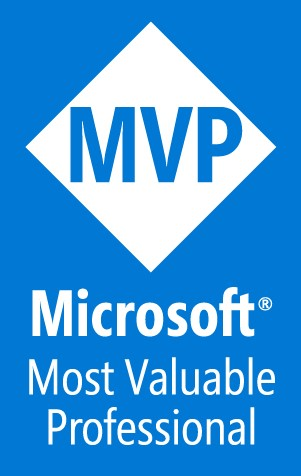 MVP
Microsoft®
Most Valuable
Professional